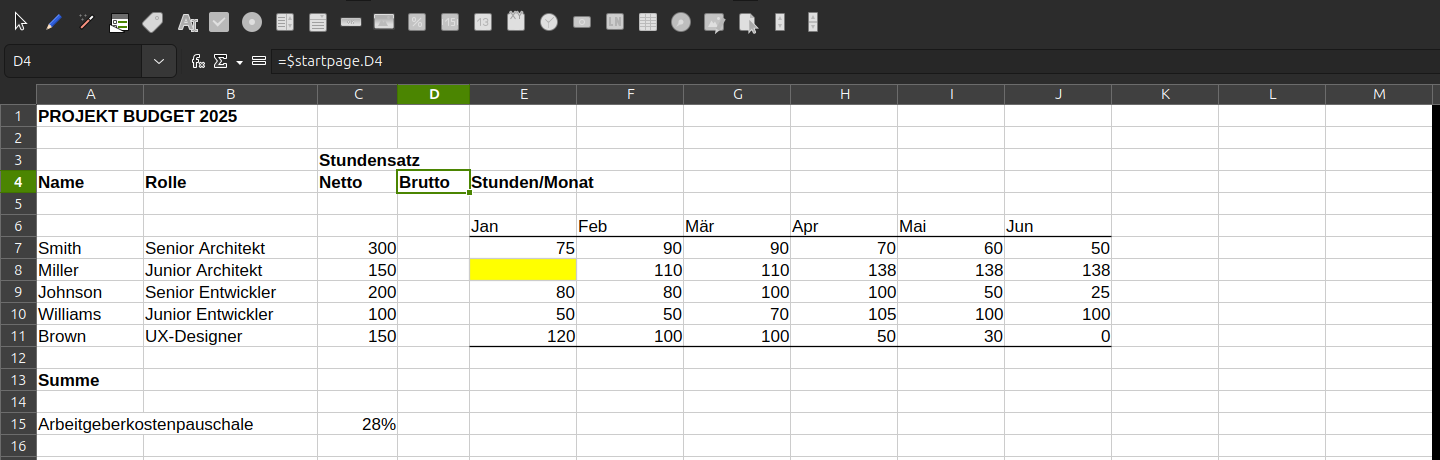 D4 =$startpage.D4
A B C D E F G H I J K L M
1 PROJEKT BUDGET 2025
2
3 Stundensatz
4 Name Rolle Netto Brutto Stunden/Monat
5
6 Jan Feb Mär Apr Mai Jun
7 Smith Senior Architekt 300 75 90 90 70 60 50
8 Miller Junior Architekt 150 110 110 138 138 138
9 Johnson Senior Entwickler 200 80 80 100 100 50 25
10 Williams Junior Entwickler 100 50 50 70 105 100 100
11 Brown UX-Designer 150 120 100 100 50 30 0
12
13 Summe
14
15 Arbeitgeberkostenpauschale 28%
16